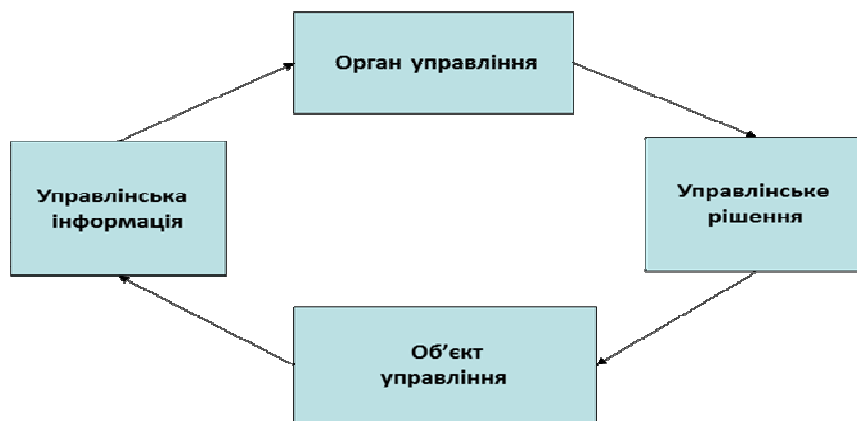 Орган управління
Управлінська
інформація
Управлінське
рішення
Об’єкт
управління